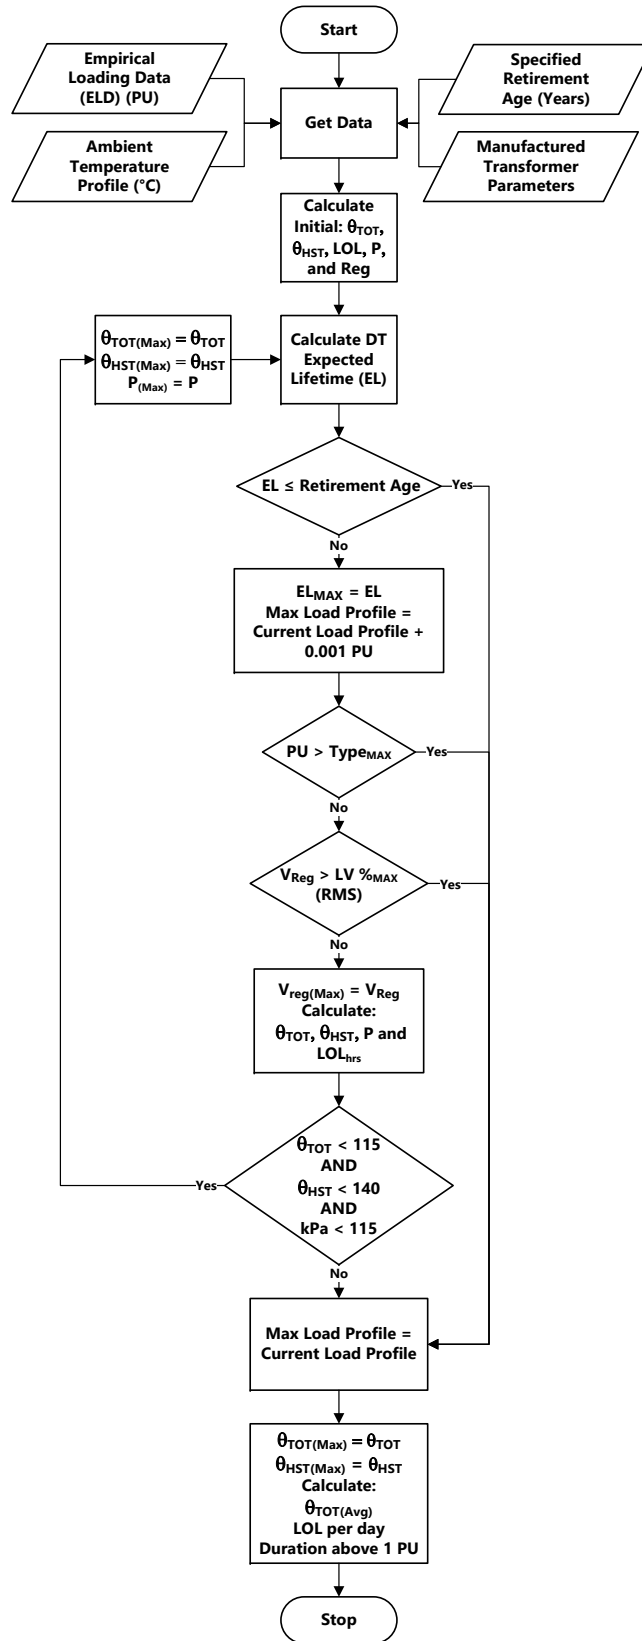 Start
Empirical
Loading Data
(ELD) (PU)
Specified
Retirement
Age (Years)
Get Data
Ambient
Temperature
Profile (°C)
Manufactured
Transformer
Parameters
Calculate
Initial: θTOT,
θHST, LOL, P,
and Reg
θTOT(Max) = θTOT
θHST(Max) = θHST
P(Max) = P
Calculate DT
Expected
Lifetime (EL)
EL ≤ Retirement Age
Yes
No
ELMAX = EL
Max Load Profile =
Current Load Profile +
0.001 PU
PU > TypeMAX
Yes
No
VReg > LV %MAX
(RMS)
Yes
No
Vreg(Max) = VReg
Calculate:
θTOT, θHST, P and
LOLhrs
θTOT < 115
AND
θHST < 140
AND
kPa < 115
Yes
No
Max Load Profile =
Current Load Profile
θTOT(Max) = θTOT
θHST(Max) = θHST
Calculate:
θTOT(Avg)
LOL per day
Duration above 1 PU
Stop